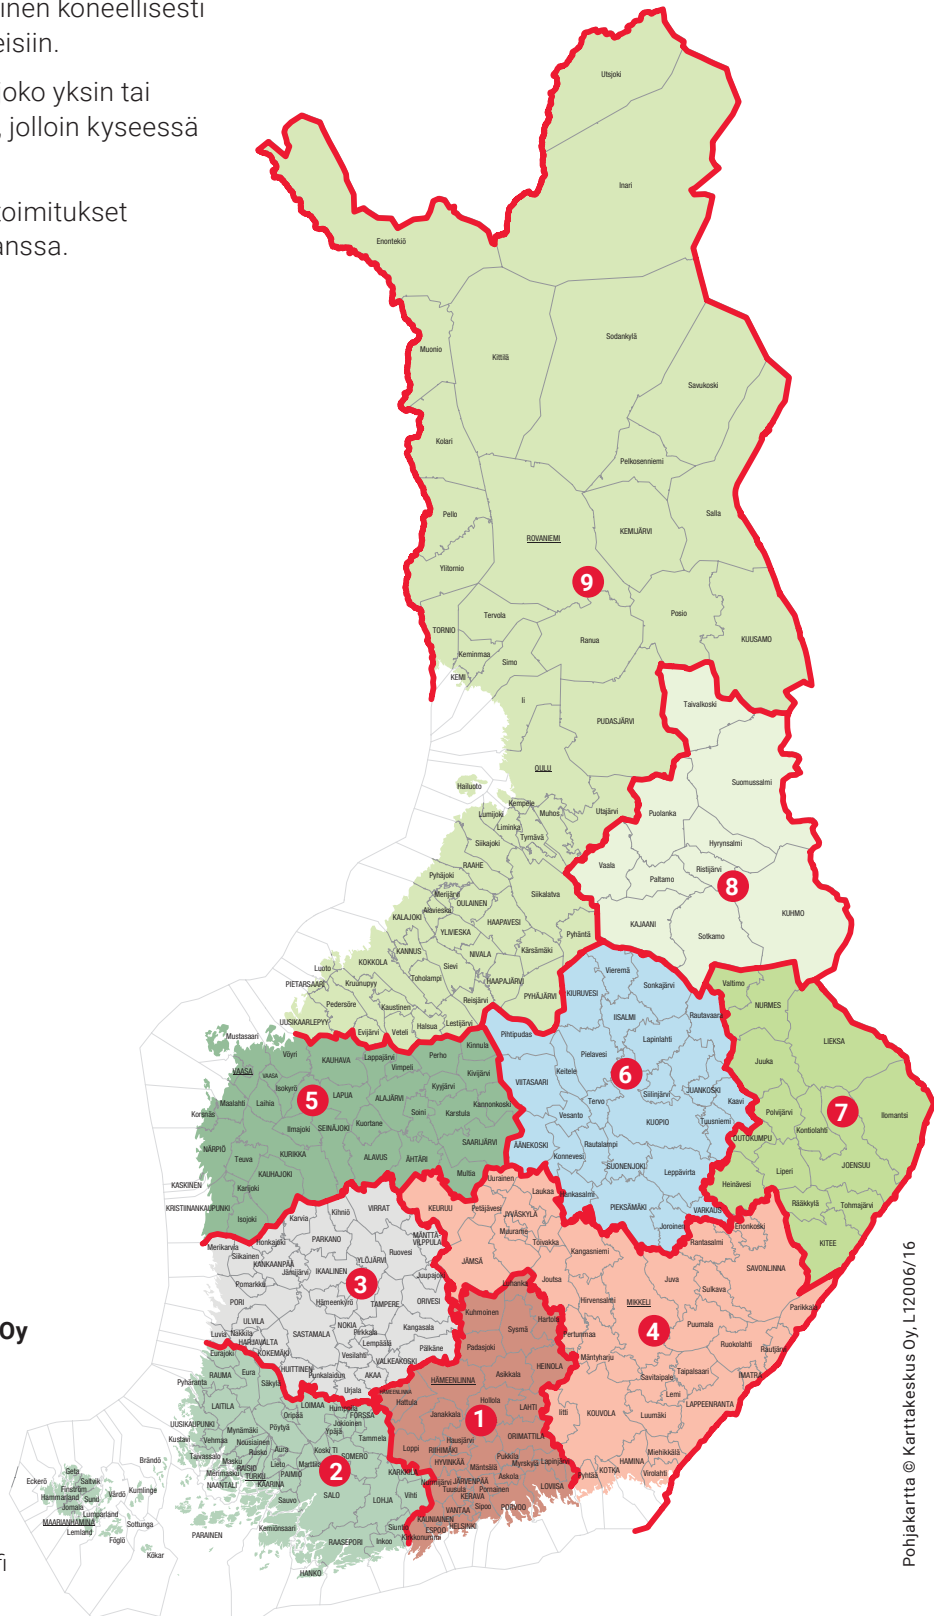 inen koneellisesti
eisiin.
joko yksin tai
, jolloin kyseessä
toimitukset
anssa.
Utsjoki
Inari
Enontekiö
Muonio
Kittilä
Sodankylä
Savukoski
Kolari
Pelkosenniemi
Pello
ROVANIEMI
KEMIJÄRVI
Salla
Ylitornio
9
Tervola
Posio
TORNIO
Ranua
KUUSAMO
Keminmaa
Simo
KEMI
Ii
Taivalkoski
PUDASJÄRVI
OULU
Suomussalmi
Hailuoto
Kempele
Lumijoki
Muhos
Utajärvi
Puolanka
Liminka
Tyrnävä
Siikajoki
Hyrynsalmi
RAAHE
Vaala
Ristijärvi
Pyhäjoki
Paltamo
8
Merijärvi
Siikalatva
OULAINEN
Alavieska
KUHMO
KALAJOKI
HAAPAVESI
KAJAANI
YLIVIESKA
Pyhäntä
Sotkamo
KANNUS
Kärsämäki
NIVALA
KOKKOLA
Sievi
Luoto
Vieremä
Toholampi
HAAPAJÄRVI
PIETARSAARI
Kruunupyy
Sonkajärvi
Valtimo
KIURUVESI
PYHÄJÄRVI
Reisjärvi
Pedersöre
Kaustinen
NURMES
IISALMI
Rautavaara
UUSIKAARLEPYY
Lestijärvi
Halsua
Evijärvi
Veteli
Pihtipudas
Mustasaari
Lapinlahti
LIEKSA
Kinnula
Vöyri
Perho
Pielavesi
KAUHAVA
Lappajärvi
Juuka
Vimpeli
VAASA
VAASA
Keitele
Kivijärvi
6
VIITASAARI
Isokyrö
Kyyjärvi
JUANKOSKI
Siilinjärvi
LAPUA
ALAJÄRVI
5
Maalahti
Laihia
Tervo
Kaavi
Kannonkoski
Korsnäs
Soini
Karstula
Vesanto
Polvijärvi
7
Ilomantsi
KUOPIO
Tuusniemi
Kuortane
Ilmajoki
SEINÄJOKI
Kontiolahti
OUTOKUMPU
ÄÄNEKOSKI
SAARIJÄRVI
Rautalampi
NÄRPIÖ
KURIKKA
Konnevesi
Teuva
ALAVUS
ÄHTÄRI
SUONENJOKI
JOENSUU
Leppävirta
Liperi
KAUHAJOKI
Multia
Uurainen
Heinävesi
KASKINEN
Karijoki
Laukaa
Hankasalmi
Rääkkylä
Tohmajärvi
KRISTIINANKAUPUNKI
VIRRAT
KEURUU
Petäjävesi
PIEKSÄMÄKI
VARKAUS
Kihniö
JYVÄSKYLÄ
Isojoki
Karvia
Joroinen
Enonkoski
Muurame
MÄNTTÄ-
VILPPULA
PARKANO
Toivakka
Rantasalmi
KITEE
Merikarvia
Honkajoki
Siikainen
Ruovesi
Kangasniemi
KANKAANPÄÄ
YLÖJÄRVI
JÄMSÄ
SAVONLINNA
Jämijärvi
IKAALINEN
Juupajoki
Luhanka
Joutsa
Juva
Pomarkku
3
Sulkava
Hämeenkyrö
TAMPERE
ORIVESI
Hirvensalmi
MIKKELI
PORI
Parikkala
Kuhmoinen
Hartola
ULVILA
NOKIA
Puumala
Kangasala
Sysmä
Pertunmaa
4
Luvia
Nakkila
SASTAMALA
Pirkkala
Oy
HARJAVALTA
Lempäälä
Padasjoki
Ruokolahti
Rautjärvi
Eurajoki
KOKEMÄKI
Vesilahti
Pälkäne
Mäntyharju
VALKEAKOSKI
HEINOLA
RAUMA
Eura
HUITTINEN
Asikkala
Taipalsaari
IMATRA
Punkalaidun
AKAA
HÄMEENLINNA
Savitaipale
Pyhäranta
Säkylä
Urjala
HÄMEENLINNA
Lemi
LAITILA
LOIMAA
Humppila
Hattula
Hollola
LAHTI
LAPPEENRANTA
Oripää
FORSSA
Janakkala
1
Iitti
KOUVOLA
Luumäki
UUSIKAUPUNKI
Mynämäki
Pöytyä
Jokioinen
Ypäjä
Tammela
Hausjärvi
ORIMATTILA
Kustavi
Vehmaa
Nousiainen
Aura
Koski Tl
Loppi
RIIHIMÄKI
Pukkila
Lapinjärvi
Miehikkälä
Taivassalo
Rusko
SOMERO
HYVINKÄÄ
Myrskylä
HAMINA
Masku
Lieto
Marttila
KARKKILA
Mäntsälä
KOTKA
RAISIO
PAIMIO
2
Askola
Pyhtää
Virolahti
Merimasku
TURKU
Nurmijärvi
JÄRVENPÄÄ
Brändö
NAANTALI
KAARINA
Tuusula
Pornainen
LOVIISA
Geta
Saltvik
SALO
Vihti
KERAVA
Eckerö
Finström
Kumlinge
Sauvo
LOHJA
Sipoo
PORVOO
Hammarland
Sund
Vårdö
VANTAA
Jomala
KAUNIAINEN
Lumparland
HELSINKI
MAARIANHAMINA
Sottunga
Kemiönsaari
Siuntio
ESPOO
Lemland
PARAINEN
Kirkkonummi
Föglö
RAASEPORI
Inkoo
Kökar
fi
HANKO
Pohjakartta © Karttakeskus Oy, L12006/16